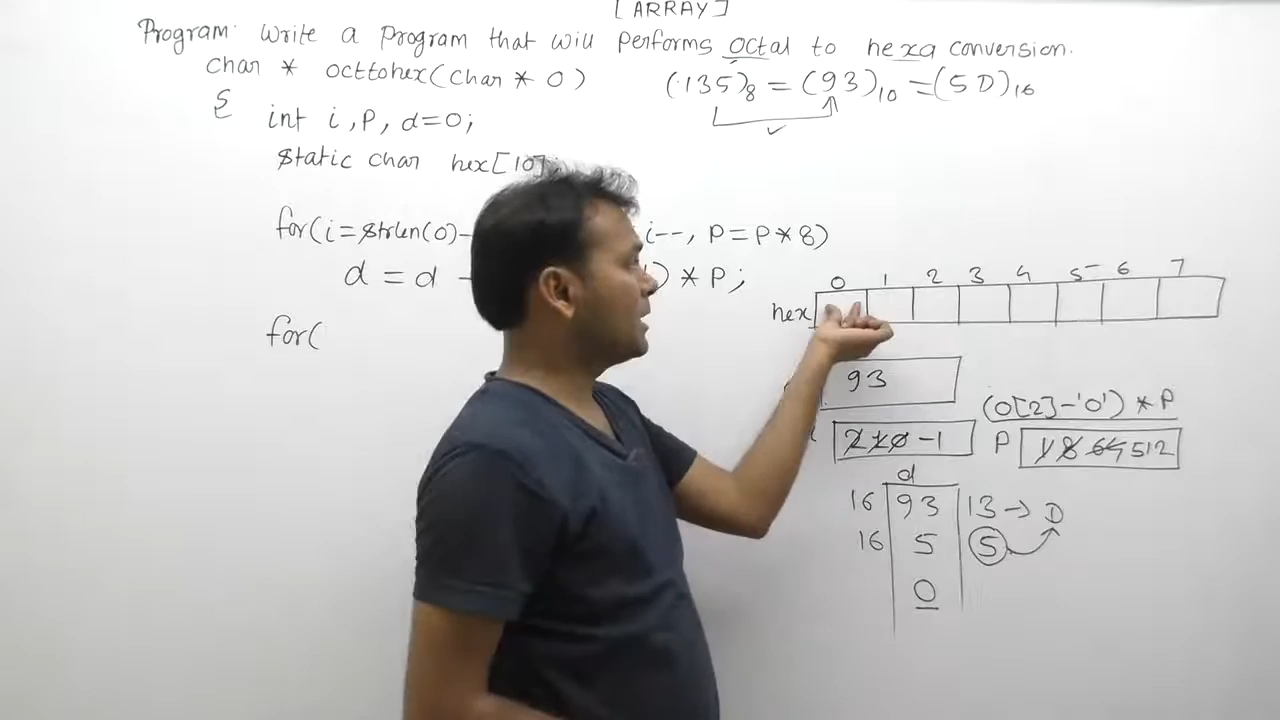 [ARRAY]
Program: Write a program that will performs octal to hexa conversion.
char * octtohex(char * O)
(135)8 = (93)10 = (5D)16
{
int i, P, d=0;
static char hex[10];
for(i=strlen(O)- i--, P=P*8)
d = d ') * P;
for(
0 1 2 3 4 5 6 7
hex
93
(O[2]-'0') * P
2 1 0 -1
P 1 8 64 512
d
16 93 13 → D
16 5 5
0